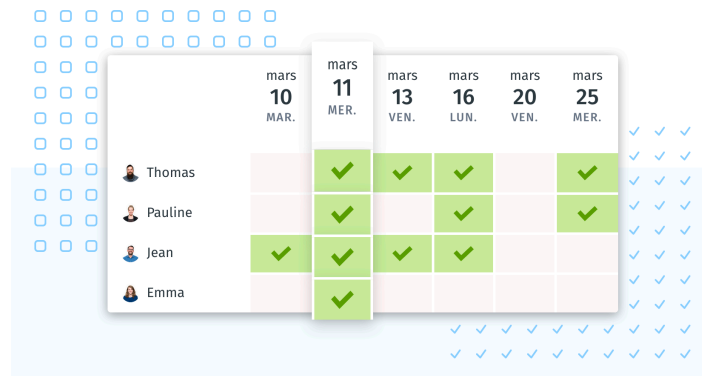 mars mars mars mars mars mars
10 11 13 16 20 25
MAR. MER. VEN. LUN. VEN. MER.
Thomas
Pauline
Jean
Emma